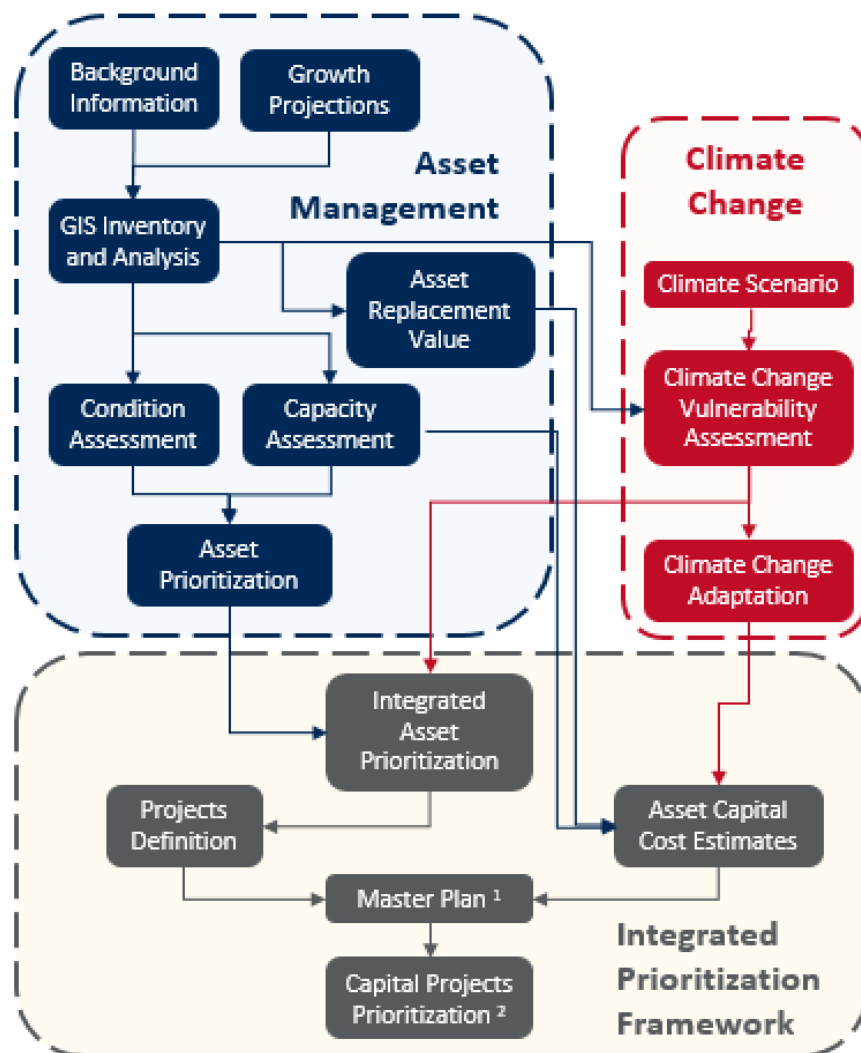 Background
Information
Growth
Projections
Asset
Management
Climate
Change
GIS Inventory
and Analysis
Asset
Replacement
Value
Climate Scenario
Climate Change
Vulnerability
Assessment
Condition
Assessment
Capacity
Assessment
Asset
Prioritization
Climate Change
Adaptation
Integrated
Asset
Prioritization
Projects
Definition
Asset Capital
Cost Estimates
Master Plan ¹
Capital Projects
Prioritization ²
Integrated
Prioritization
Framework